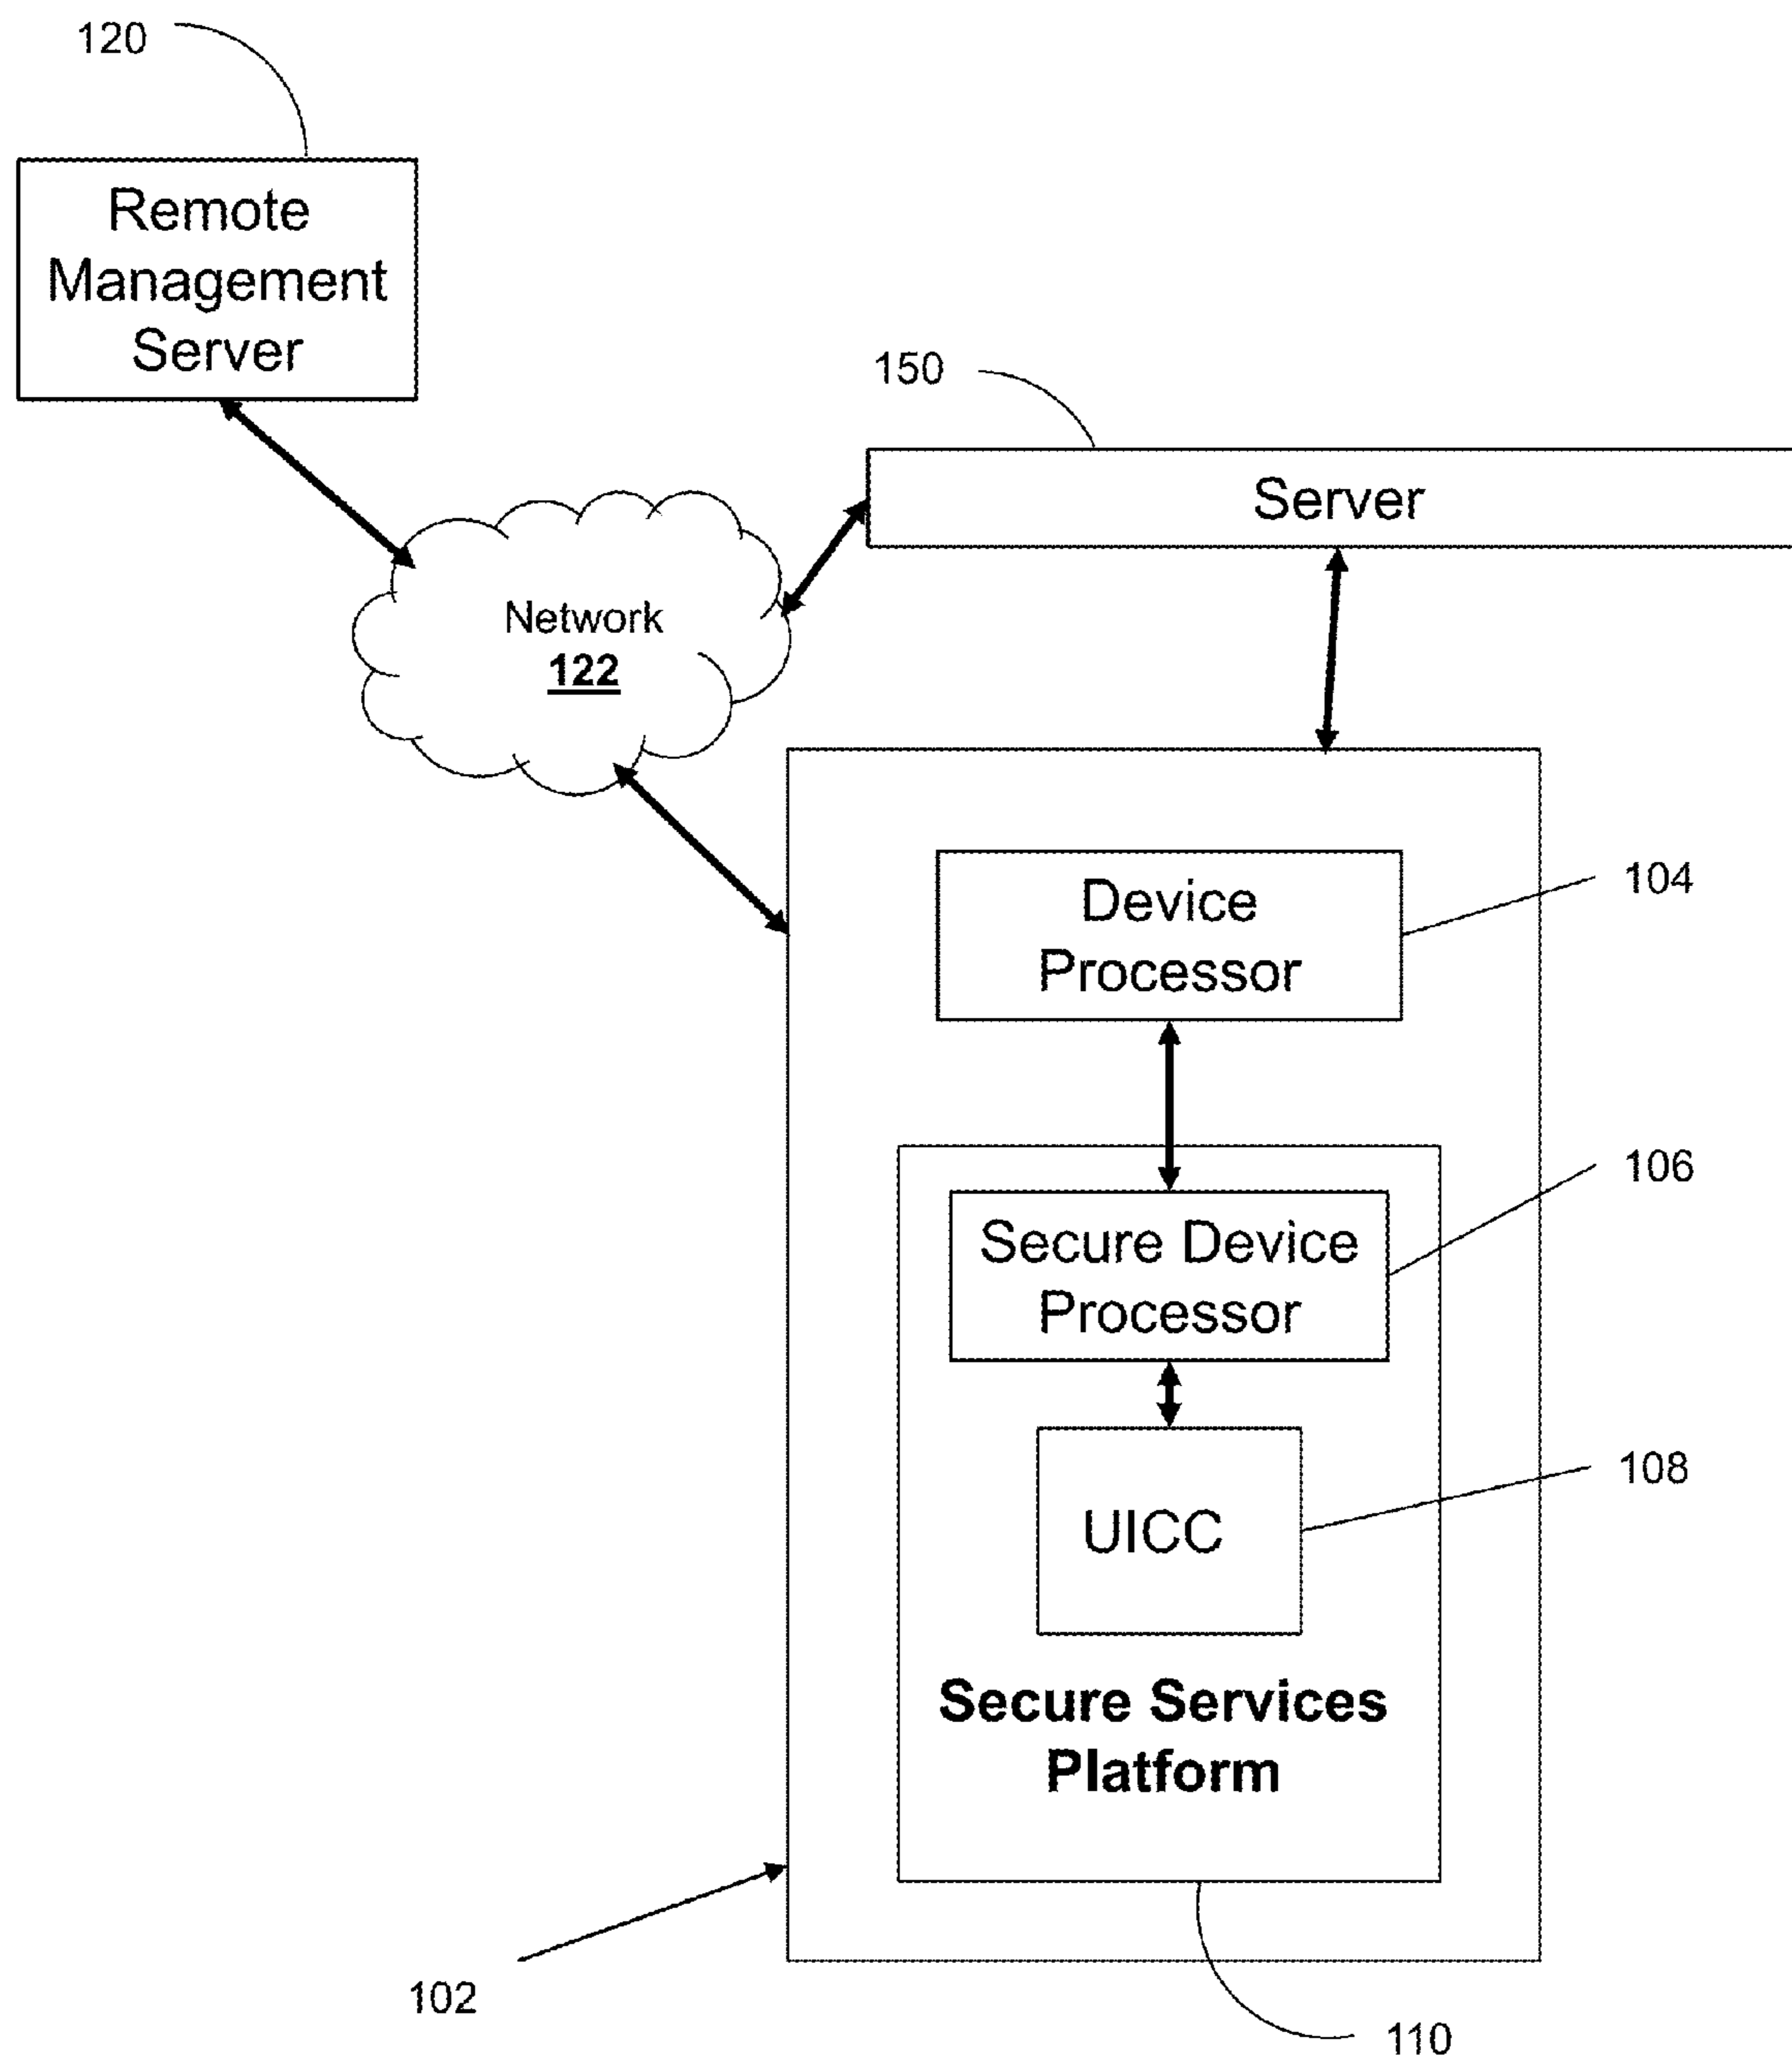 120
Remote
Management
Server
150
Server
Network
122
Device
Processor
104
Secure Device
Processor
106
UICC
108
Secure Services
Platform
102
110